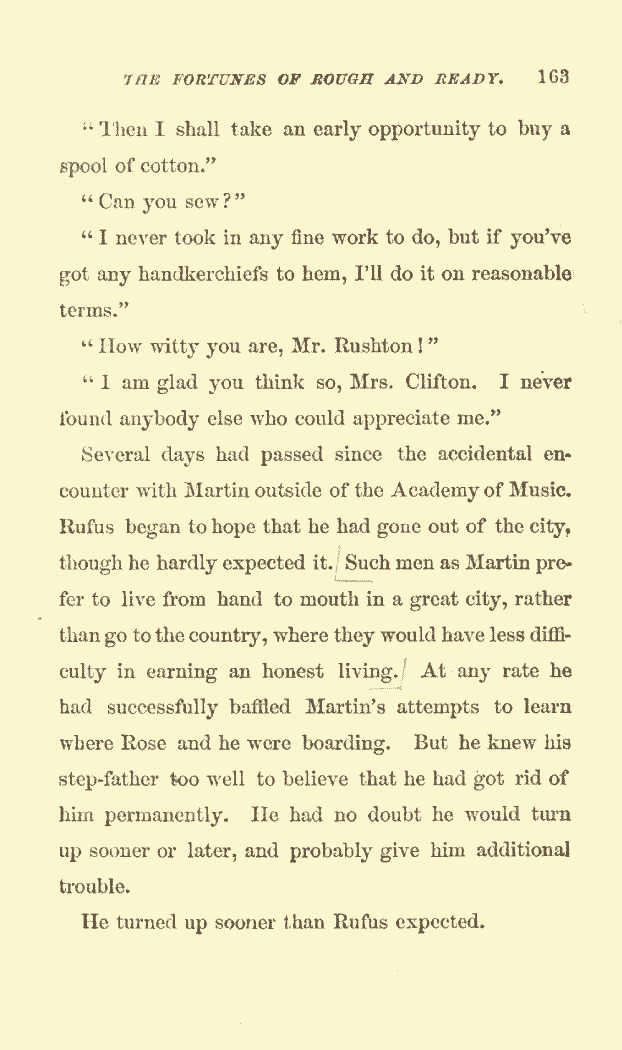 THE FORTUNES OF ROUGH AND READY. 163
"Then I shall take an early opportunity to buy a
spool of cotton."
"Can you sew?"
"I never took in any fine work to do, but if you've
got any handkerchiefs to hem, I'll do it on reasonable
terms."
"How witty you are, Mr. Rushton!"
"I am glad you think so, Mrs. Clifton. I never
found anybody else who could appreciate me."
Several days had passed since the accidental en-
counter with Martin outside of the Academy of Music.
Rufus began to hope that he had gone out of the city,
though he hardly expected it. Such men as Martin pre-
fer to live from hand to mouth in a great city, rather
than go to the country, where they would have less diffi-
culty in earning an honest living. At any rate he
had successfully baffled Martin's attempts to learn
where Rose and he were boarding. But he knew his
step-father too well to believe that he had got rid of
him permanently. He had no doubt he would turn
up sooner or later, and probably give him additional
trouble.
He turned up sooner than Rufus expected.